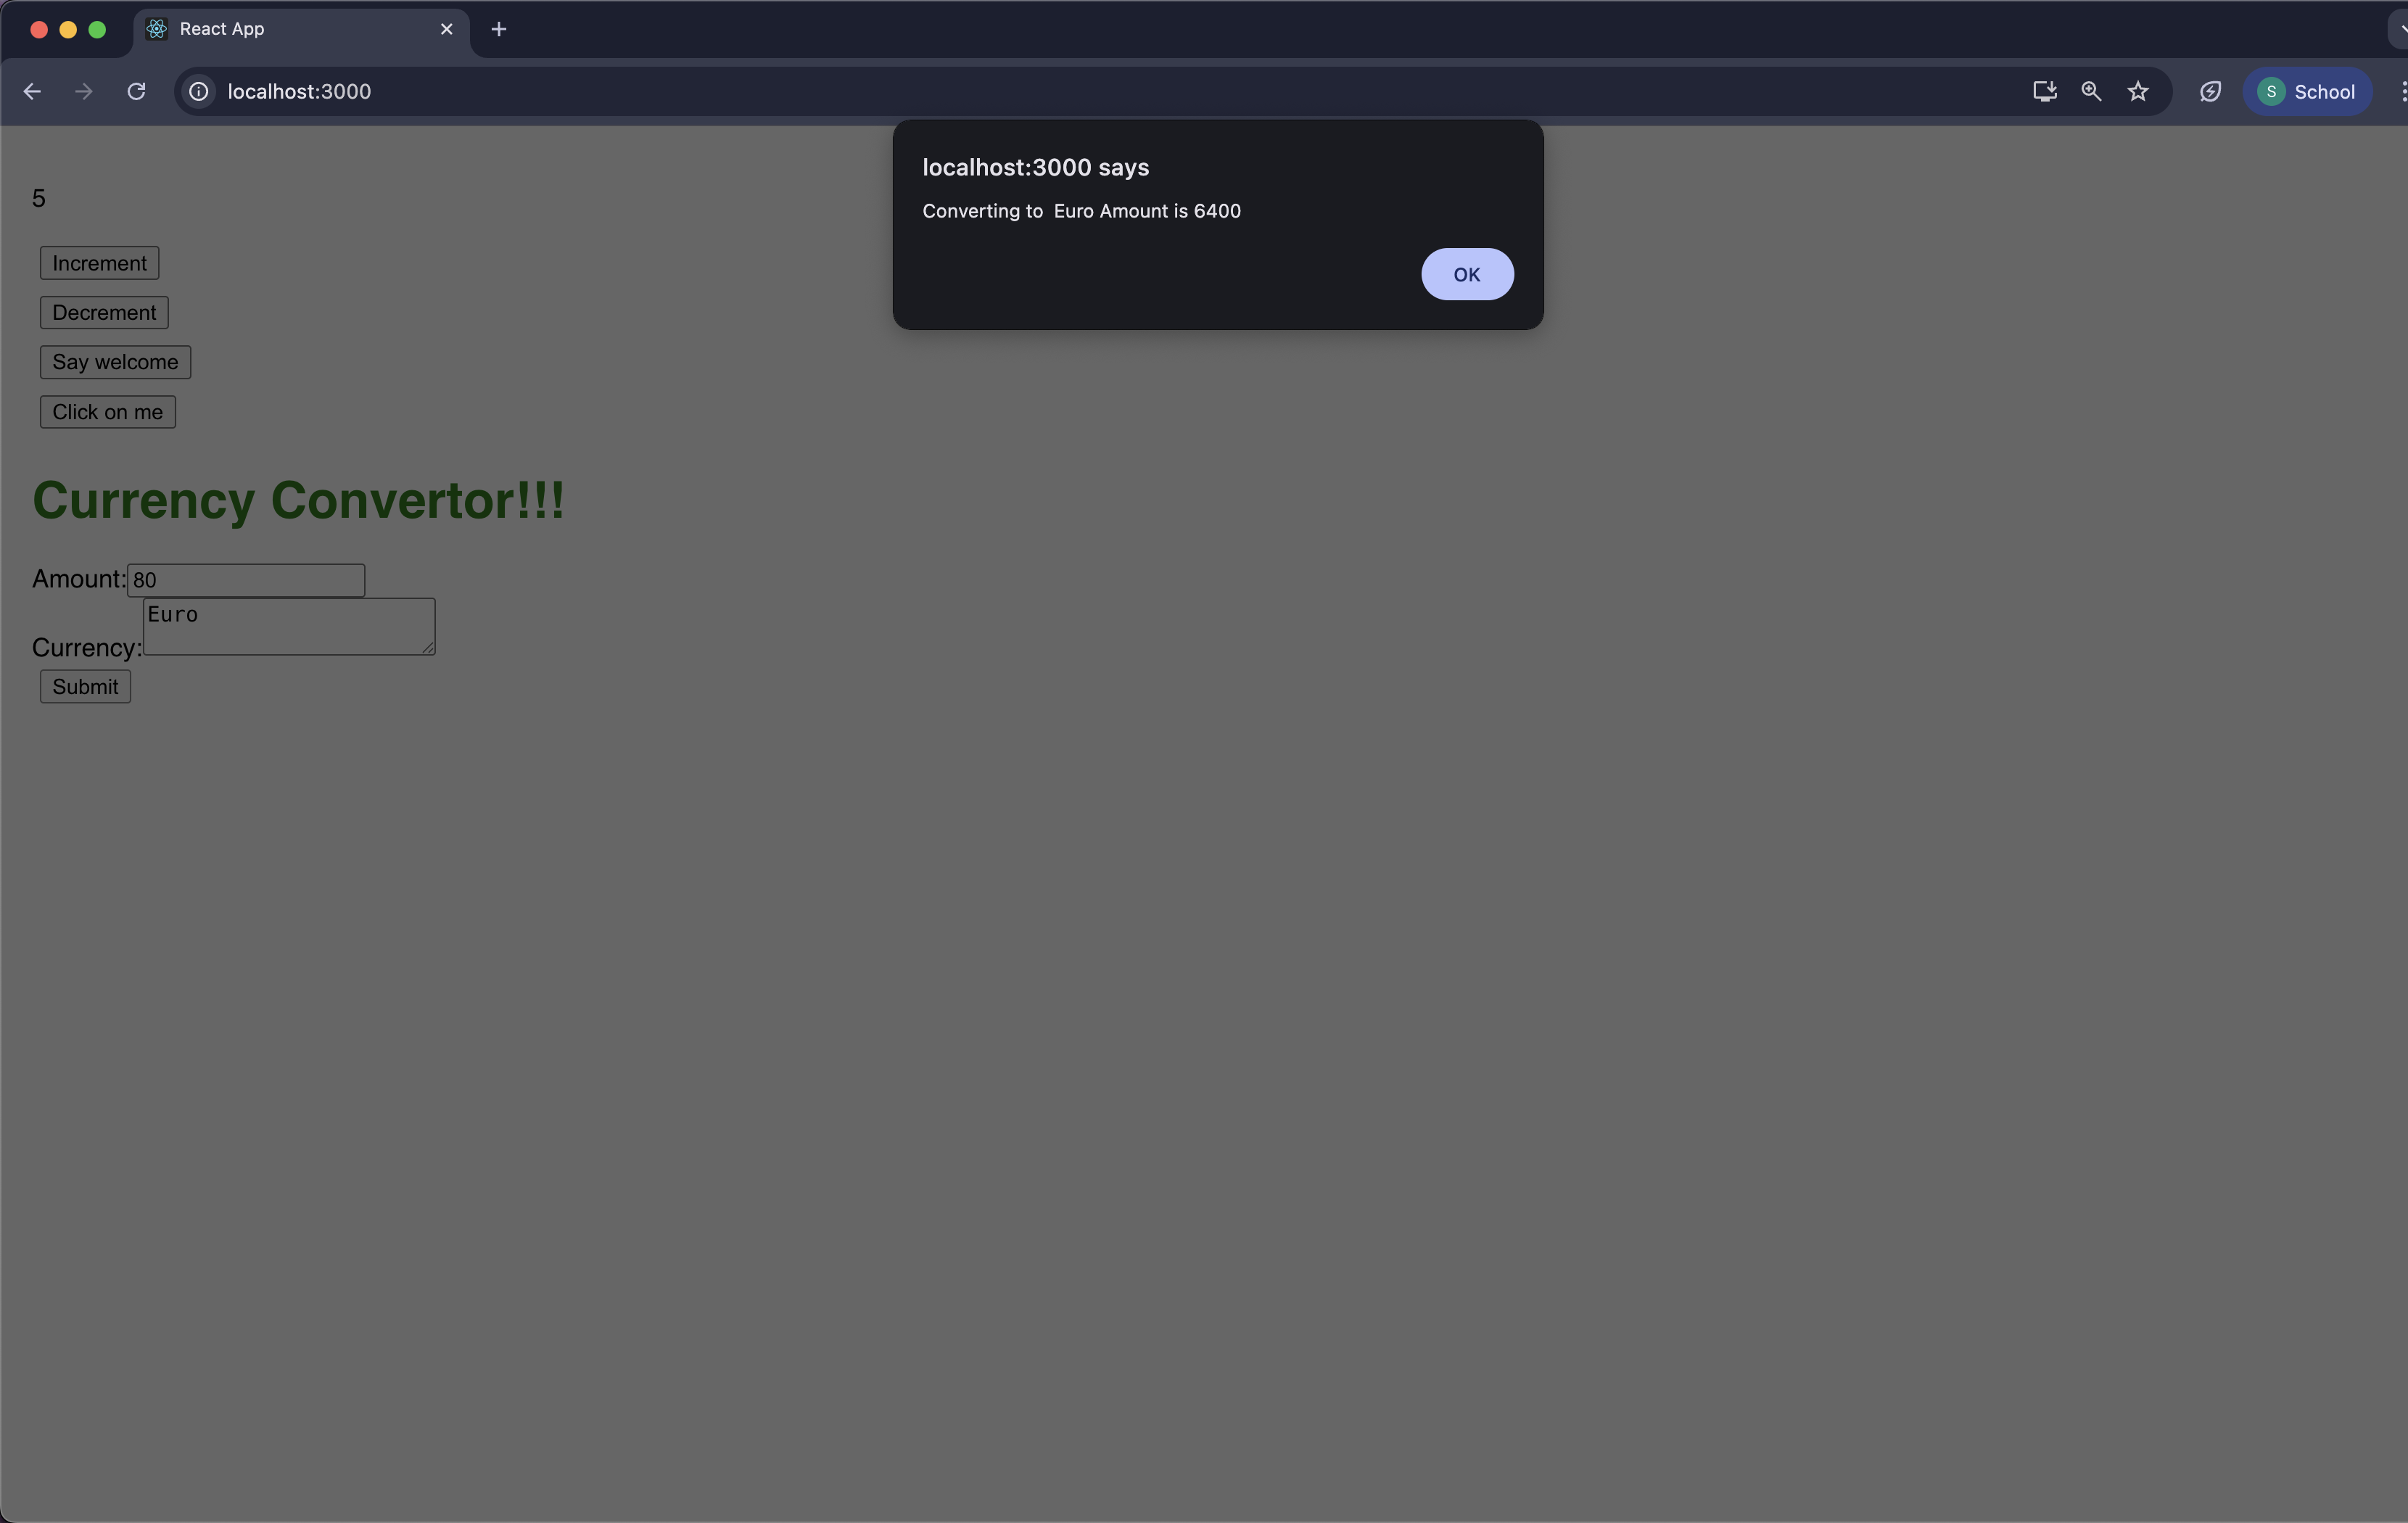 React App
localhost:3000
S School
localhost:3000 says
Converting to  Euro Amount is 6400
OK
5
Increment
Decrement
Say welcome
Click on me
Currency Convertor!!!
Amount: 80
Euro
Currency:
Submit